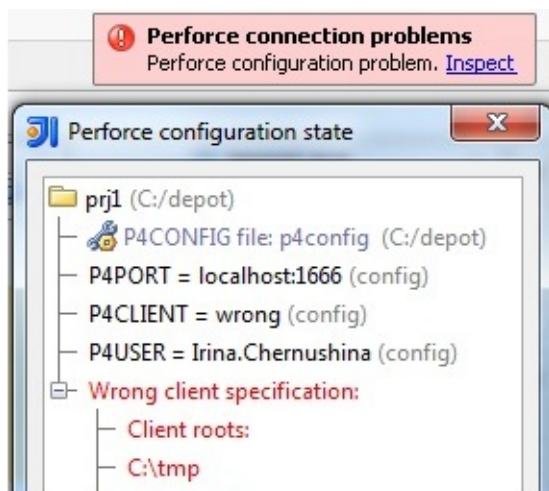 Perforce connection problems
Perforce configuration problem. Inspect
Perforce configuration state
prj1 (C:/depot)
P4CONFIG file: p4config (C:/depot)
P4PORT = localhost:1666 (config)
P4CLIENT = wrong (config)
P4USER = Irina.Chernushina (config)
Wrong client specification:
Client roots:
C:\tmp